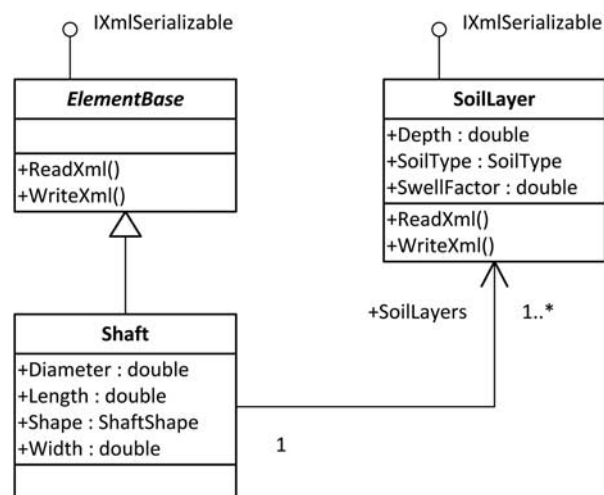 IXmlSerializable
ElementBase
+ReadXml()
+WriteXml()
IXmlSerializable
SoilLayer
+Depth : double
+SoilType : SoilType
+SwellFactor : double
+ReadXml()
+WriteXml()
+SoilLayers
1..*
Shaft
+Diameter : double
+Length : double
+Shape : ShaftShape
+Width : double
1